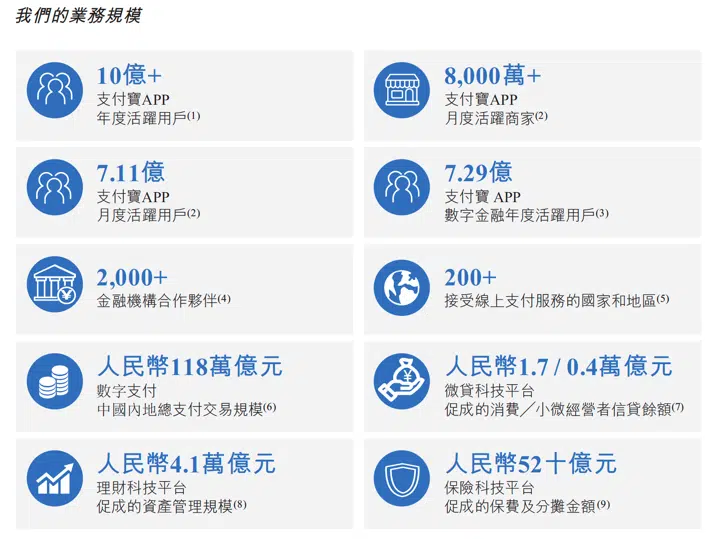 我們的業務規模
10億+
支付寶APP
年度活躍用戶(1)
8,000萬+
支付寶APP
月度活躍商家(2)
7.11億
支付寶APP
月度活躍用戶(2)
7.29億
支付寶 APP
數字金融年度活躍用戶(3)
2,000+
金融機構合作夥伴(4)
200+
接受線上支付服務的國家和地區(5)
人民幣118萬億元
數字支付
中國內地總支付交易規模(6)
人民幣1.7 / 0.4萬億元
微貸科技平台
促成的消費／小微經營者信貸餘額(7)
人民幣4.1萬億元
理財科技平台
促成的資產管理規模(8)
人民幣52十億元
保險科技平台
促成的保費及分攤金額(9)